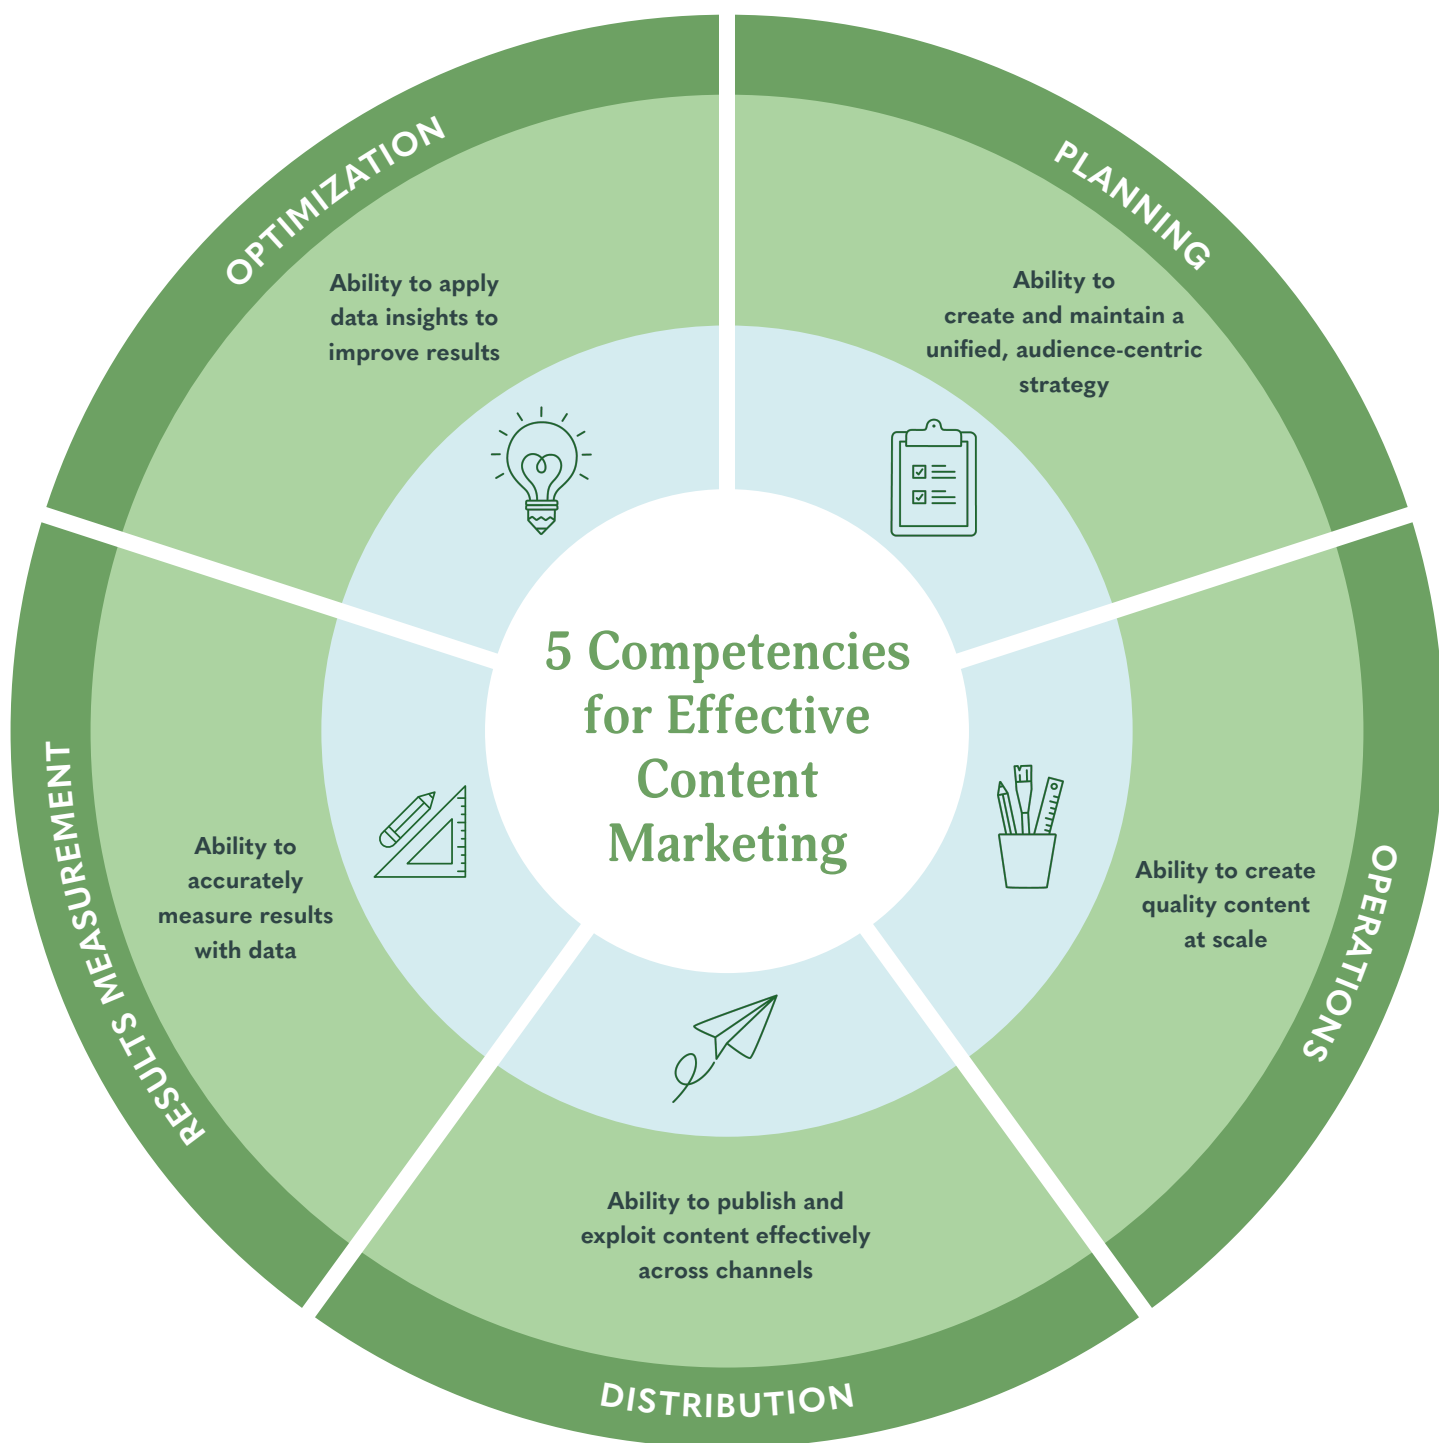 5 Competencies
for Effective
Content
Marketing
PLANNING
Ability to
create and maintain a
unified, audience-centric
strategy
OPERATIONS
Ability to create
quality content
at scale
DISTRIBUTION
Ability to publish and
exploit content effectively
across channels
RESULTS MEASUREMENT
Ability to
accurately
measure results
with data
OPTIMIZATION
Ability to apply
data insights to
improve results